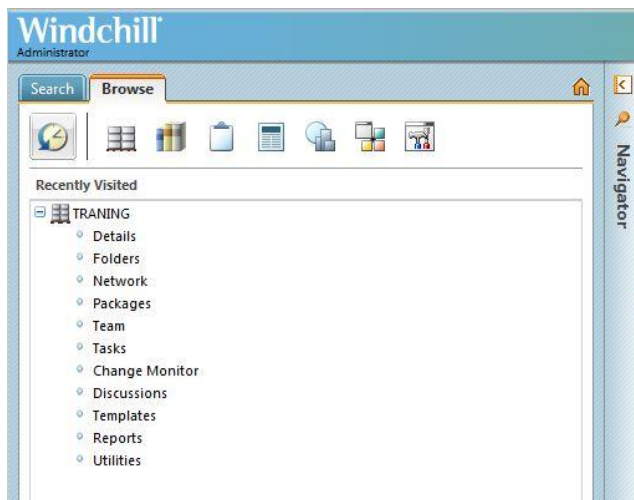 Windchill
Administrator
Search Browse
Recently Visited
TRANING
Details
Folders
Network
Packages
Team
Tasks
Change Monitor
Discussions
Templates
Reports
Utilities
Navigator